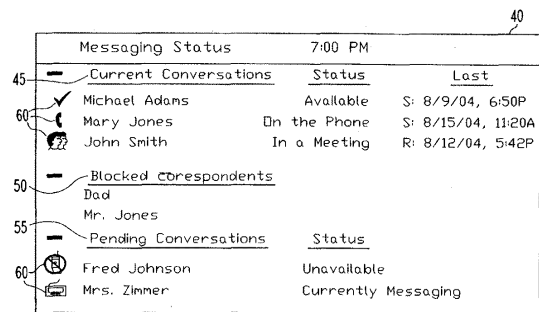 40
Messaging Status 7:00 PM
45 Current Conversations Status Last
Michael Adams Available S: 8/9/04, 6:50P
60 Mary Jones On the Phone S: 8/15/04, 11:20A
John Smith In a Meeting R: 8/12/04, 5:42P
50 Blocked corespondents
Dad
Mr. Jones
55 Pending Conversations Status
Fred Johnson Unavailable
60 Mrs. Zimmer Currently Messaging